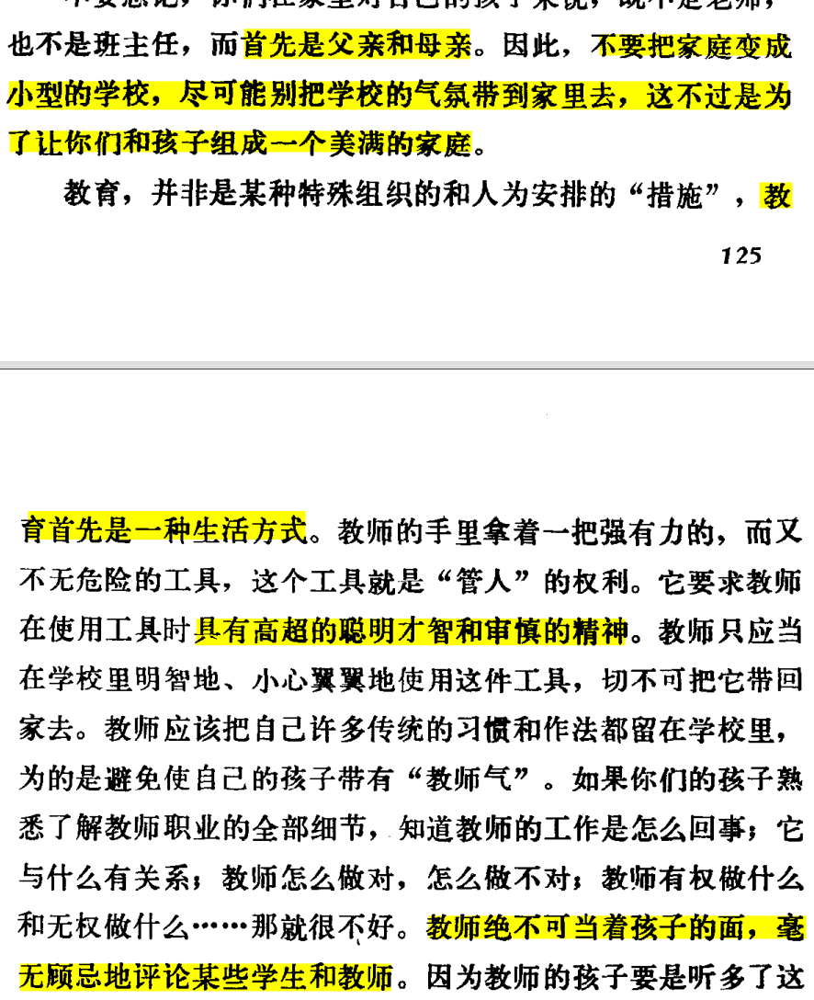 不要忘记，你们在家里对自己的孩子来说，既不是老师，
也不是班主任，而首先是父亲和母亲。因此，不要把家庭变成
小型的学校，尽可能别把学校的气氛带到家里去，这不过是为
了让你们和孩子组成一个美满的家庭。
教育，并非是某种特殊组织的和人为安排的“措施”，教
125
育首先是一种生活方式。教师的手里拿着一把强有力的，而又
不无危险的工具，这个工具就是“管人”的权利。它要求教师
在使用工具时具有高超的聪明才智和审慎的精神。教师只应当
在学校里明智地、小心翼翼地使用这件工具，切不可把它带回
家去。教师应该把自己许多传统的习惯和作法都留在学校里，
为的是避免使自己的孩子带有“教师气”。如果你们的孩子熟
悉了解教师职业的全部细节，知道教师的工作是怎么回事；它
与什么有关系；教师怎么做对，怎么做不对；教师有权做什么
和无权做什么……那就很不好。教师绝不可当着孩子的面，毫
无顾忌地评论某些学生和教师。因为教师的孩子要是听多了这